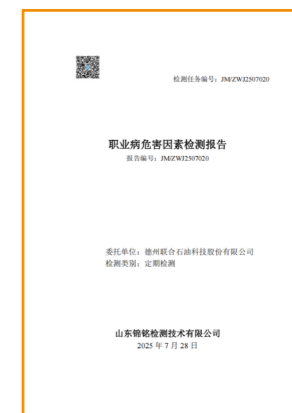 检测任务编号：JM/ZWJ2507020
职业病危害因素检测报告
报告编号：JM/ZWJ2507020
委托单位：德州联合石油科技股份有限公司
检测类别：定期检测
山东锦铭检测技术有限公司
2025 年 7 月 28 日